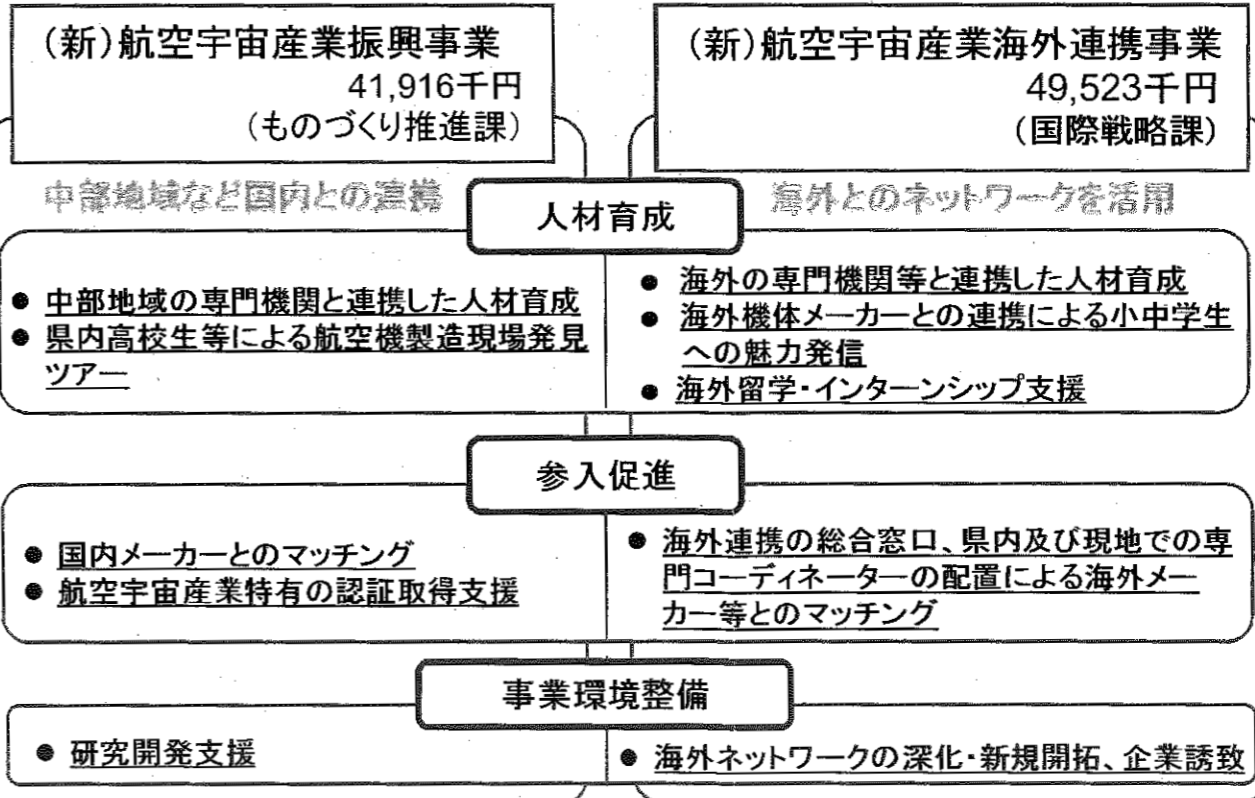 (新)航空宇宙産業振興事業
41,916千円
(ものづくり推進課)
(新)航空宇宙産業海外連携事業
49,523千円
(国際戦略課)
中部地域など国内との連携
海外とのネットワークを活用
人材育成
● 中部地域の専門機関と連携した人材育成
● 県内高校生等による航空機製造現場発見
ツアー
● 海外の専門機関等と連携した人材育成
● 海外機体メーカーとの連携による小中学生
への魅力発信
● 海外留学・インターンシップ支援
参入促進
● 国内メーカーとのマッチング
● 航空宇宙産業特有の認証取得支援
● 海外連携の総合窓口、県内及び現地での専
門コーディネーターの配置による海外メー
カー等とのマッチング
事業環境整備
● 研究開発支援
● 海外ネットワークの深化・新規開拓、企業誘致